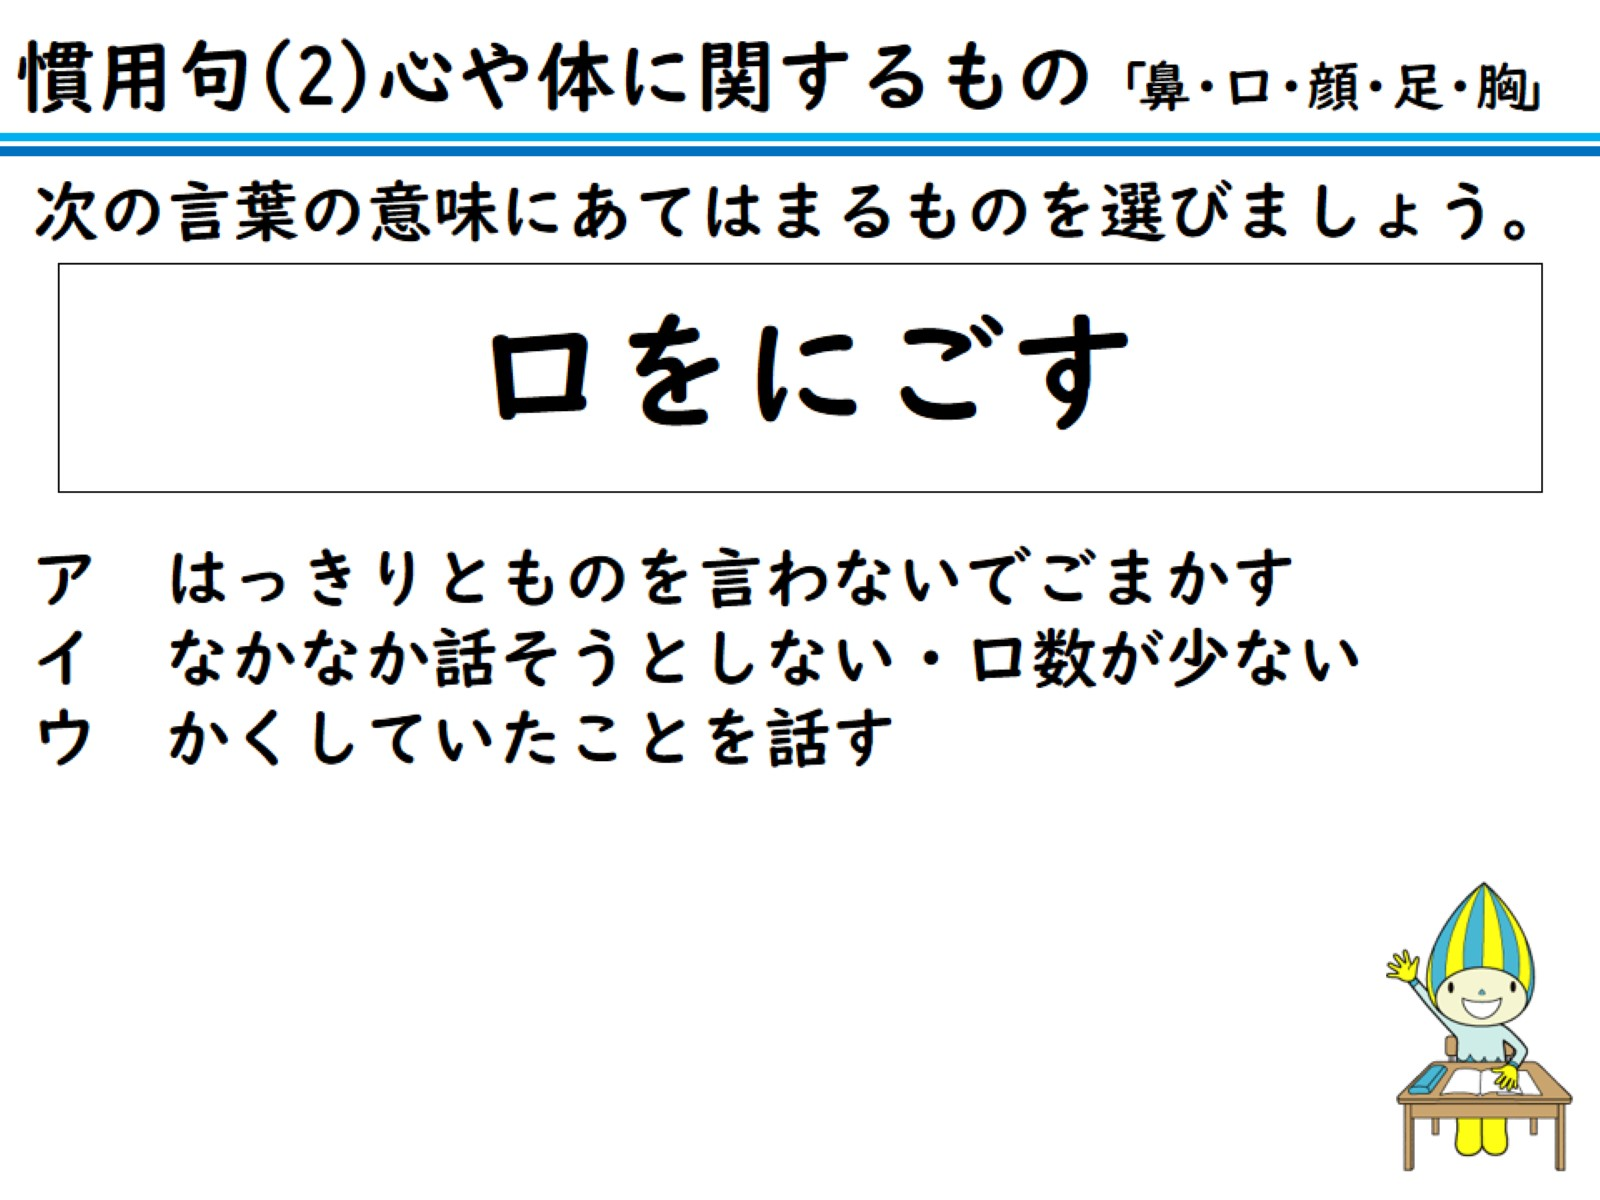 慣用句(2)心や体に関するもの「鼻・口・顔・足・胸」
次の言葉の意味にあてはまるものを選びましょう。
口をにごす
ア　はっきりとものを言わないでごまかす
イ　なかなか話そうとしない・口数が少ない
ウ　かくしていたことを話す